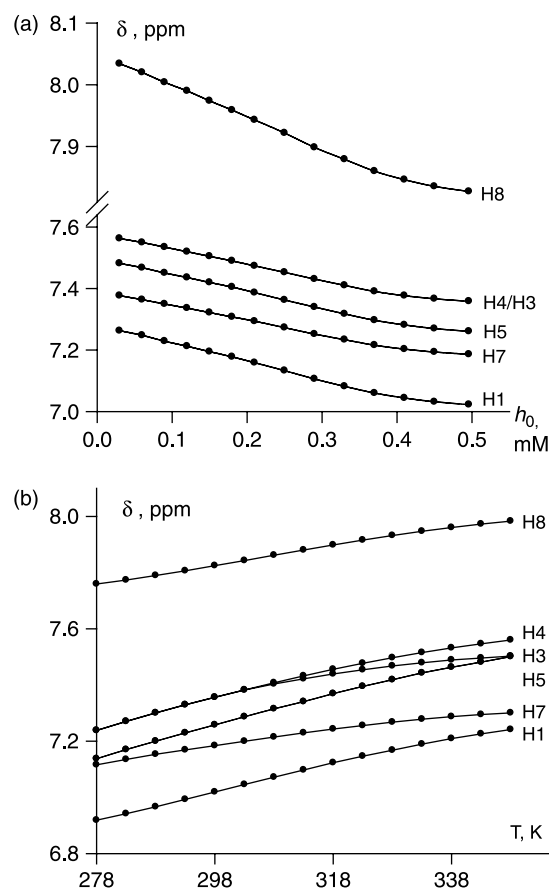 (a)
δ , ppm
8.1
8.0
7.9
H8
7.6
7.4
H4/H3
H5
7.2
H7
H1
7.0
0.0 0.1 0.2 0.3 0.4 0.5
h₀,
mM
(b)
δ , ppm
8.0
H8
7.6
H4
H3
H5
H7
7.2
H1
T, K
6.8
278 298 318 338